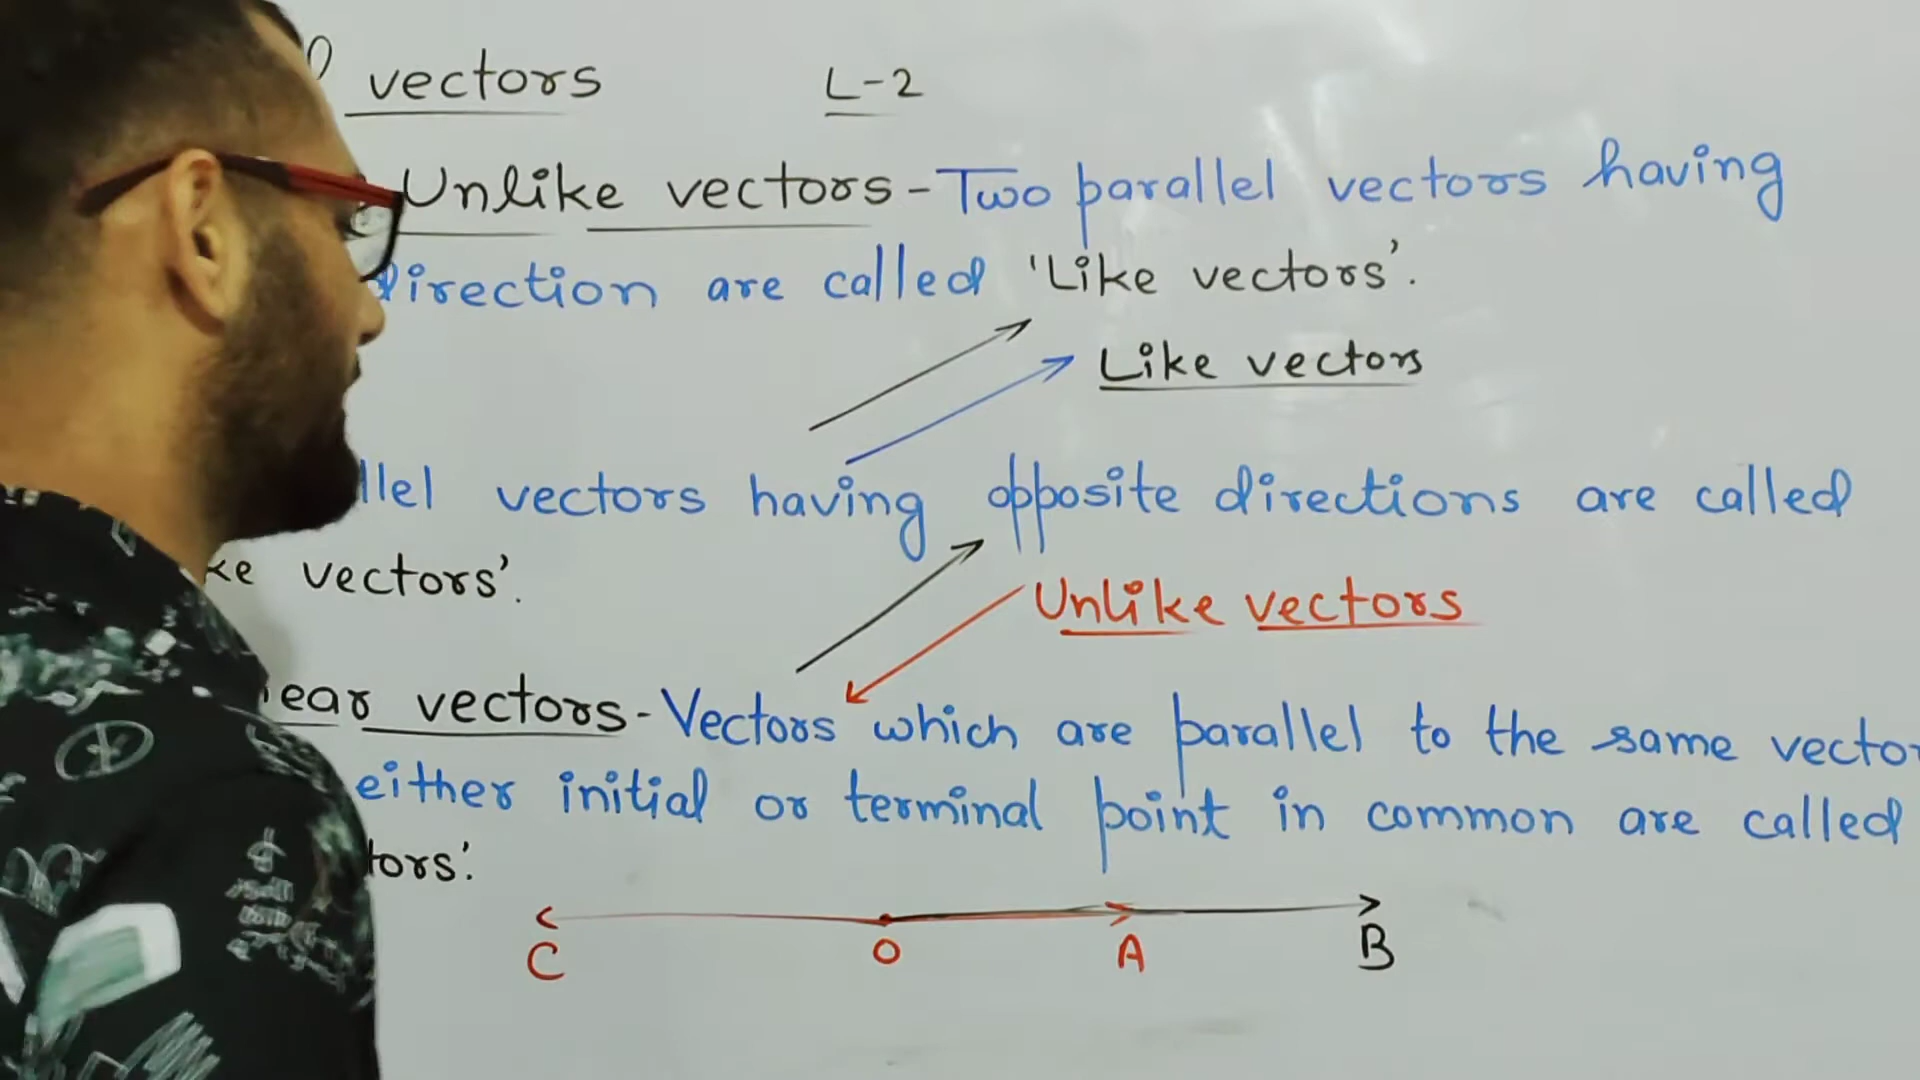 vectors L-2
Unlike vectors - Two parallel vectors having
direction are called 'Like vectors'.
Like vectors
llel vectors having opposite directions are called
ke vectors'.
Unlike vectors
ear vectors - Vectors which are parallel to the same vector
either initial or terminal point in common are called
tors'.
C O A B